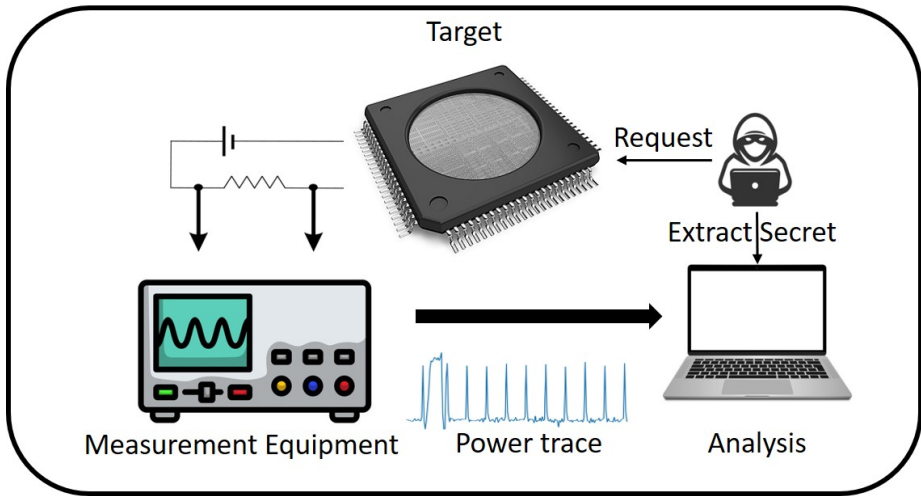 Target
Request
Extract Secret
Measurement Equipment
Power trace
Analysis